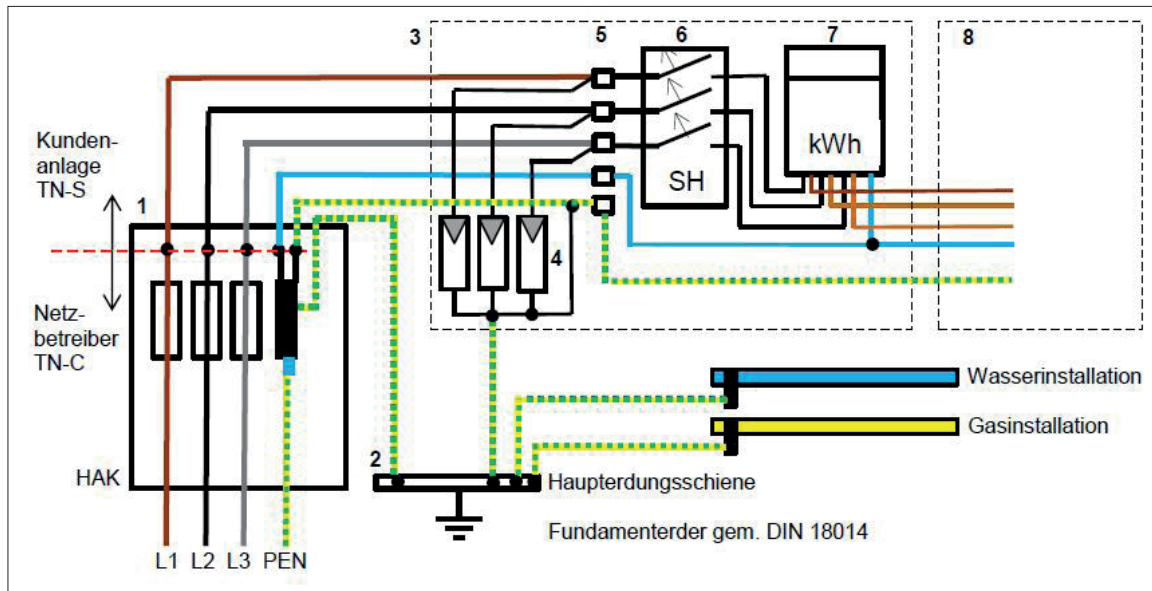 3
5
6
7
8
Kunden-
anlage
TN-S
1
kWh
SH
4
Netz-
betreiber
TN-C
Wasserinstallation
Gasinstallation
2
HAK
Haupterdungsschiene
Fundamenterder gem. DIN 18014
L1 L2 L3 PEN